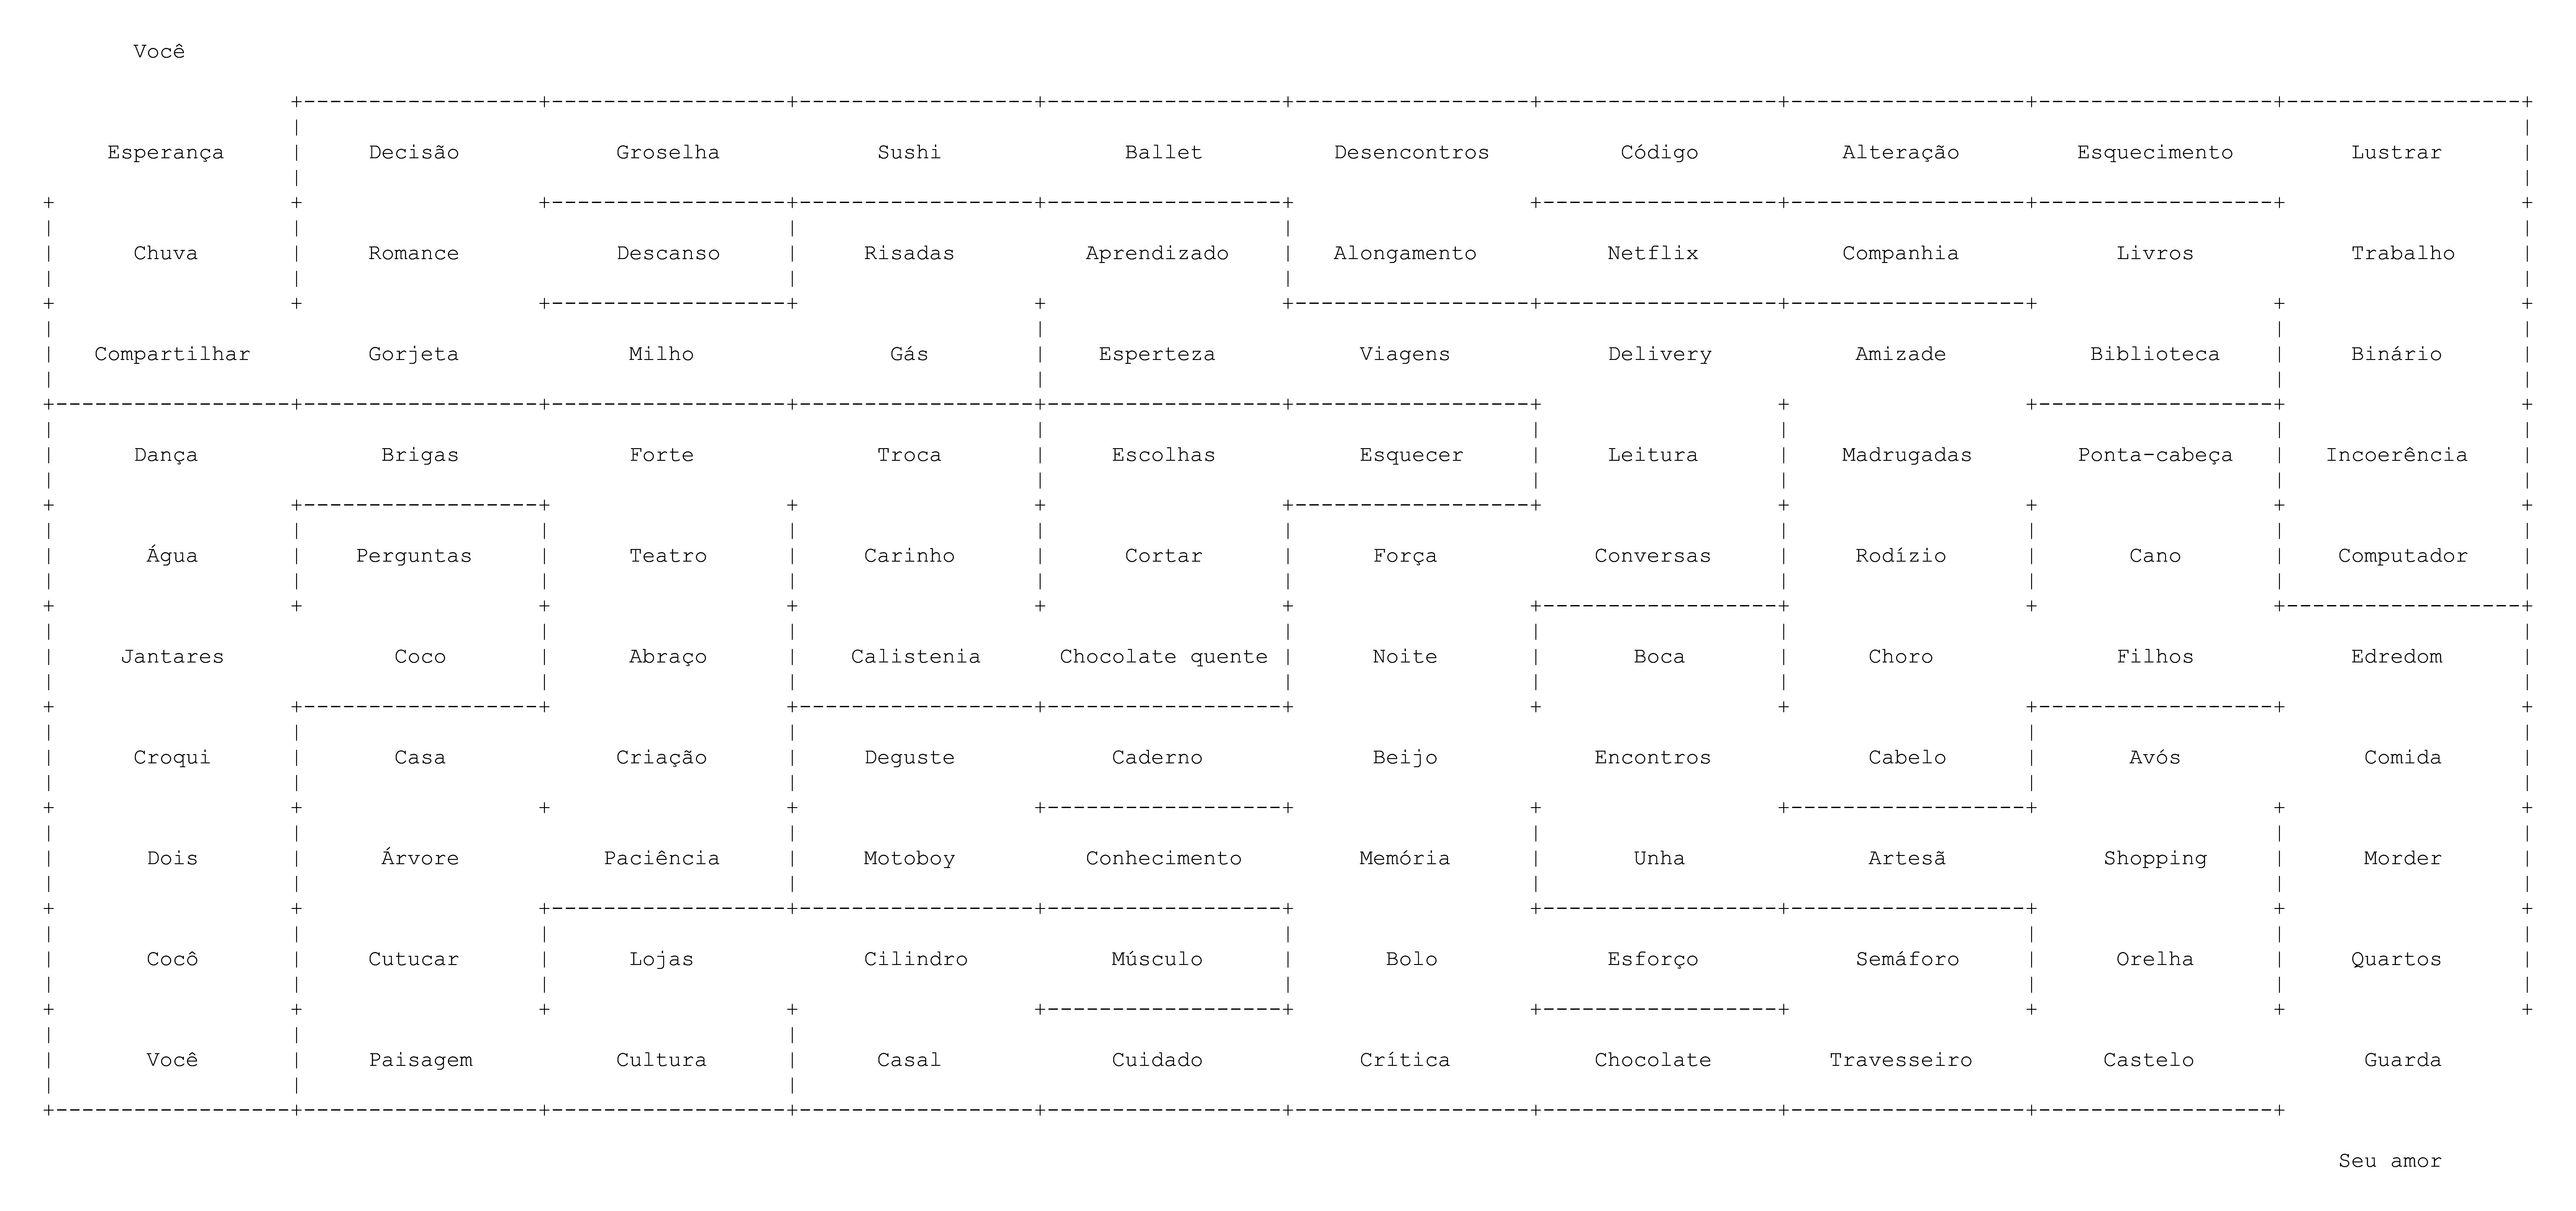 Você
Esperança Decisão Groselha Sushi Ballet Desencontros Código Alteração Esquecimento Lustrar
Chuva Romance Descanso Risadas Aprendizado Alongamento Netflix Companhia Livros Trabalho
Compartilhar Gorjeta Milho Gás Esperteza Viagens Delivery Amizade Biblioteca Binário
Dança Brigas Forte Troca Escolhas Esquecer Leitura Madrugadas Ponta-cabeça Incoerência
Água Perguntas Teatro Carinho Cortar Força Conversas Rodízio Cano Computador
Jantares Coco Abraço Calistenia Chocolate quente Noite Boca Choro Filhos Edredom
Croqui Casa Criação Deguste Caderno Beijo Encontros Cabelo Avós Comida
Dois Árvore Paciência Motoboy Conhecimento Memória Unha Artesã Shopping Morder
Cocô Cutucar Lojas Cilindro Músculo Bolo Esforço Semáforo Orelha Quartos
Você Paisagem Cultura Casal Cuidado Crítica Chocolate Travesseiro Castelo Guarda
Seu amor